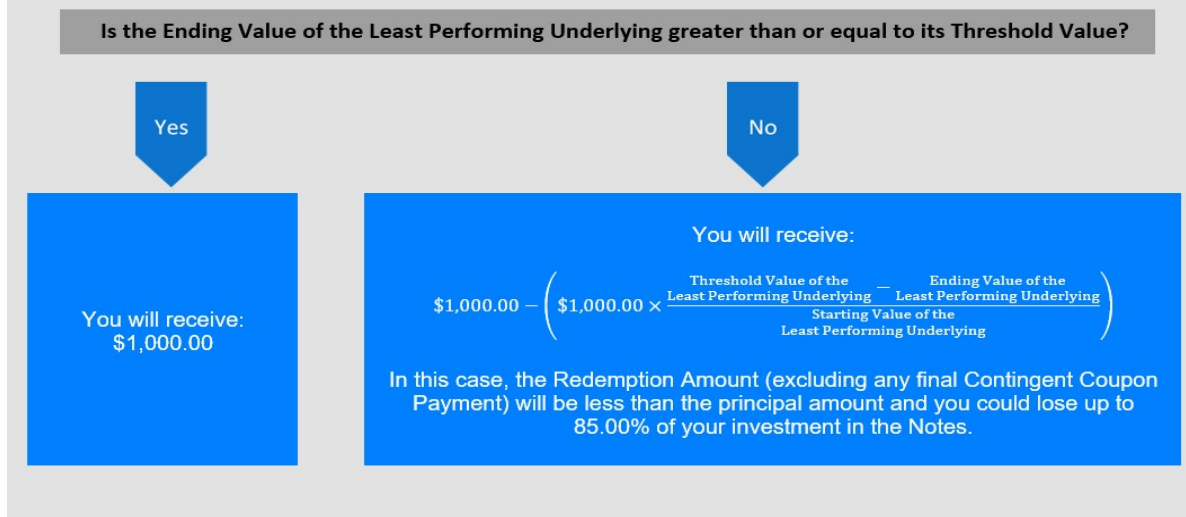 Is the Ending Value of the Least Performing Underlying greater than or equal to its Threshold Value?
Yes
No
You will receive:
$1,000.00
You will receive:
$1,000.00 − ($1,000.00 × (Threshold Value of the Least Performing Underlying − Ending Value of the Least Performing Underlying) / Starting Value of the Least Performing Underlying)
In this case, the Redemption Amount (excluding any final Contingent Coupon
Payment) will be less than the principal amount and you could lose up to
85.00% of your investment in the Notes.